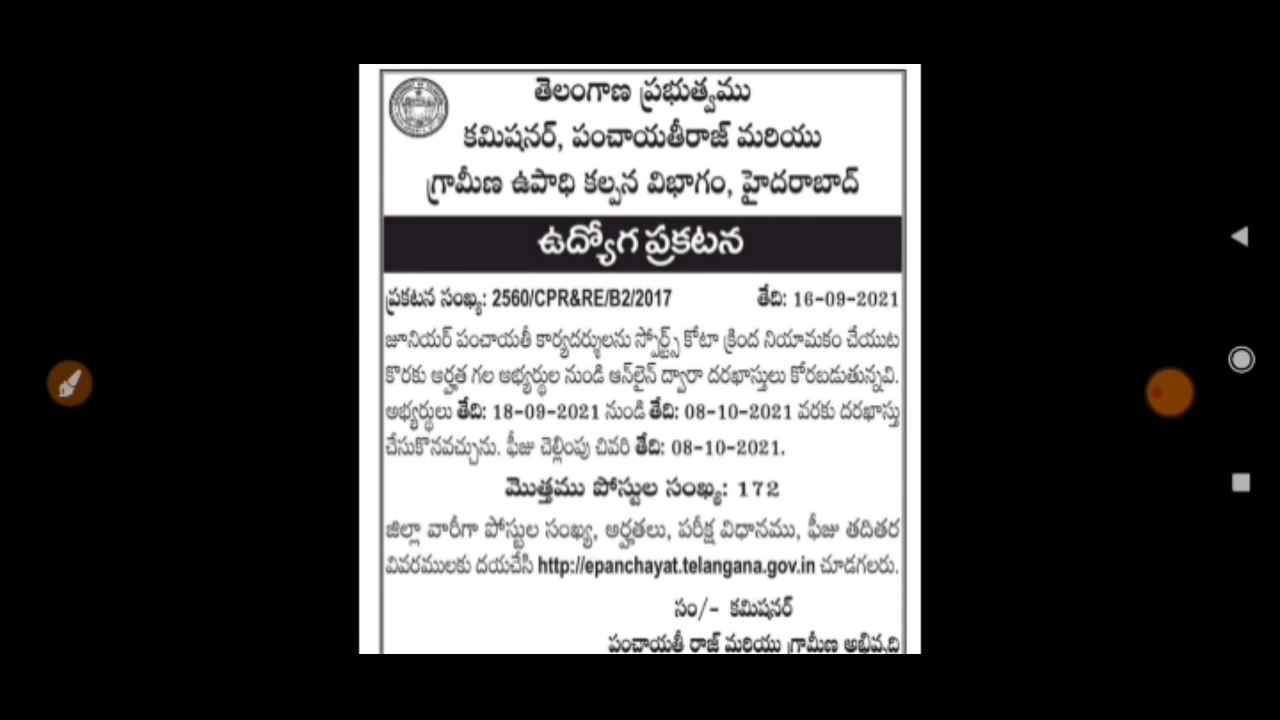 తెలంగాణ ప్రభుత్వము
కమిషనర్, పంచాయతీరాజ్ మరియు
గ్రామీణ ఉపాధి కల్పన విభాగం, హైదరాబాద్
ఉద్యోగ ప్రకటన
ప్రకటన సంఖ్య: 2560/CPR&RE/B2/2017 తేది: 16-09-2021
జూనియర్ పంచాయతీ కార్యదర్శులను స్పోర్ట్స్ కోటా క్రింద నియామకం చేయుట
కొరకు అర్హత గల అభ్యర్థుల నుండి ఆన్‌లైన్ ద్వారా దరఖాస్తులు కోరబడుతున్నవి.
అభ్యర్థులు తేది: 18-09-2021 నుండి తేది: 08-10-2021 వరకు దరఖాస్తు
చేసుకొనవచ్చును. ఫీజు చెల్లింపు చివరి తేది: 08-10-2021.
మొత్తము పోస్టుల సంఖ్య: 172
జిల్లా వారీగా పోస్టుల సంఖ్య, అర్హతలు, పరీక్ష విధానము, ఫీజు తదితర
వివరములకు దయచేసి http://epanchayat.telangana.gov.in చూడగలరు.
సం/- కమిషనర్
పంచాయతీ రాజ్ మరియు గ్రామీణ